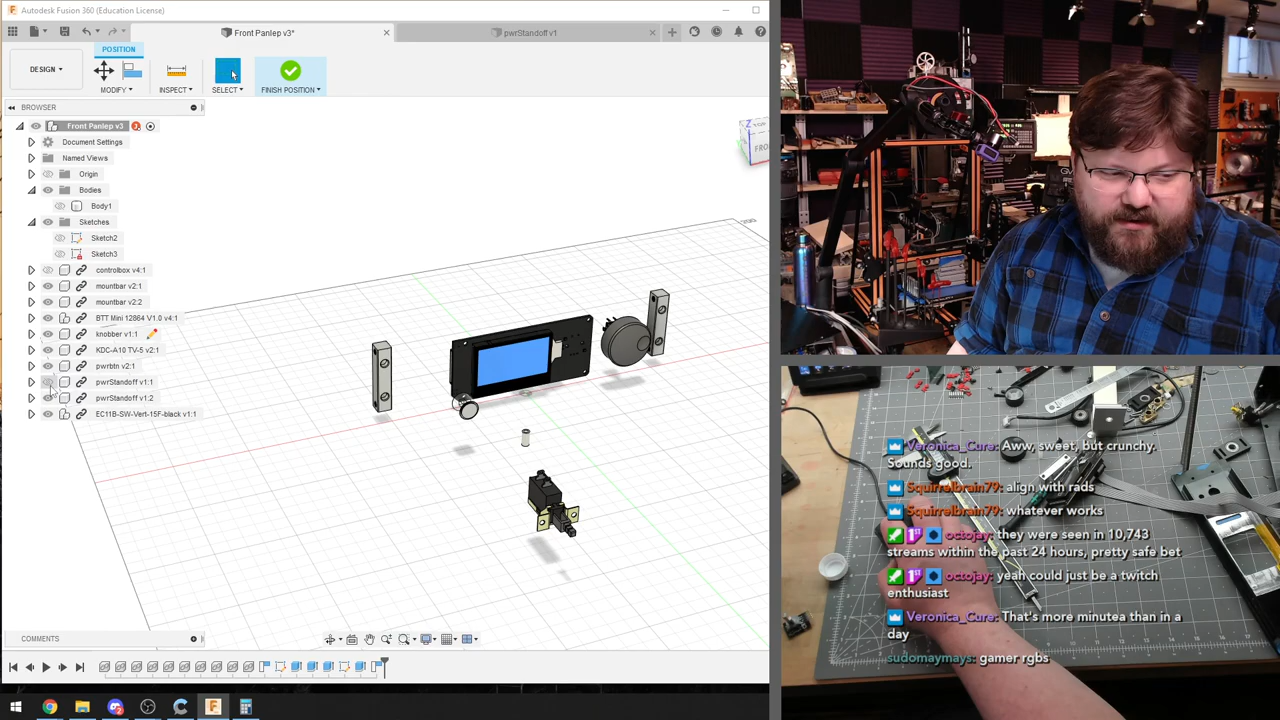 Autodesk Fusion 360 (Education License)
Front Panlep v3*
pwrStandoff v1
DESIGN
POSITION
MODIFY
INSPECT
SELECT
FINISH POSITION
BROWSER
Front Panlep v3
Document Settings
Named Views
Origin
Bodies
Body1
Sketches
Sketch2
Sketch3
controlbox v4:1
mountbar v2:1
mountbar v2:2
BTT Mini 12864 V1.0 v4:1
knobber v1:1
KDC-A10 TV-5 v2:1
pwrbtn v2:1
pwrStandoff v1:1
pwrStandoff v1:2
EC11B-SW-Vert-15F-black v1:1
Z
TOP
FRONT
200
COMMENTS
Veronica_Cure: Aww, sweet, but crunchy.
Sounds good.
Squirrelbrain79: align with rads
Squirrelbrain79: whatever works
octojay: they were seen in 10,743
streams within the past 24 hours, pretty safe bet
octojay: yeah could just be a twitch
enthusiast
Veronica_Cure: That's more minutea than in a
day
sudomaymays: gamer rgbs